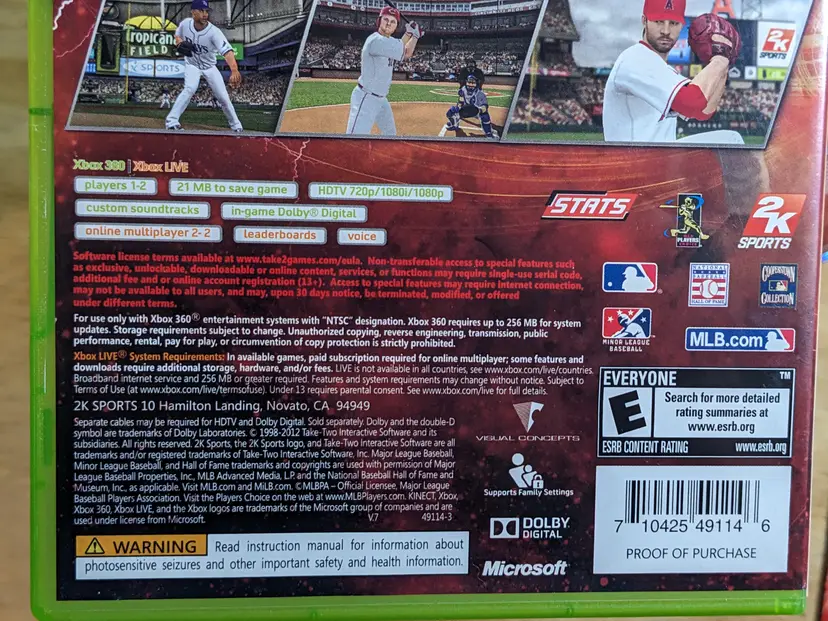 Tropicana
FIELD
2K SPORTS
2K
SPORTS
Xbox 360 | Xbox LIVE
players 1-2
21 MB to save game
HDTV 720p/1080i/1080p
custom soundtracks
in-game Dolby® Digital
online multiplayer 2-2
leaderboards
voice
STATS
PLAYERS
2K
SPORTS
Software license terms available at www.take2games.com/eula. Non-transferable access to special features such
as exclusive, unlockable, downloadable or online content, services, or functions may require single-use serial code,
additional fee and or online account registration (13+). Access to special features may require internet connection,
may not be available to all users, and may, upon 30 days notice, be terminated, modified, or offered
under different terms.
For use only with Xbox 360® entertainment systems with "NTSC" designation. Xbox 360 requires up to 256 MB for system
updates. Storage requirements subject to change. Unauthorized copying, reverse engineering, transmission, public
performance, rental, pay for play, or circumvention of copy protection is strictly prohibited.
Xbox LIVE® System Requirements: In available games, paid subscription required for online multiplayer; some features and
downloads require additional storage, hardware, and/or fees. LIVE is not available in all countries, see www.xbox.com/live/countries.
Broadband internet service and 256 MB or greater required. Features and system requirements may change without notice. Subject to
Terms of Use (at www.xbox.com/live/termsofuse). Under 13 requires parental consent. See www.xbox.com/live for full details.
2K SPORTS 10 Hamilton Landing, Novato, CA 94949
Separate cables may be required for HDTV and Dolby Digital. Sold separately. Dolby and the double-D
symbol are trademarks of Dolby Laboratories. © 1998-2012 Take-Two Interactive Software and its
subsidiaries. All rights reserved. 2K Sports, the 2K Sports logo, and Take-Two Interactive Software are all
trademarks and/or registered trademarks of Take-Two Interactive Software, Inc. Major League Baseball,
Minor League Baseball, and Hall of Fame trademarks and copyrights are used with permission of Major
League Baseball Properties, Inc., MLB Advanced Media, L.P. and the National Baseball Hall of Fame and
Museum, Inc., as applicable. Visit MLB.com and MiLB.com. ©MLBPA – Official Licensee, Major League
Baseball Players Association. Visit the Players Choice on the web at www.MLBPlayers.com. KINECT, Xbox,
Xbox 360, Xbox LIVE, and the Xbox logos are trademarks of the Microsoft group of companies and are
used under license from Microsoft.
V.7 49114-3
WARNING Read instruction manual for information about
photosensitive seizures and other important safety and health information.
NATIONAL
BASEBALL
HALL OF FAME
COOPERSTOWN
COLLECTION
MINOR LEAGUE
BASEBALL
MLB.com
VISUAL CONCEPTS
Supports Family Settings
DOLBY
DIGITAL
Microsoft
EVERYONE
TM
E
Search for more detailed
rating summaries at
www.esrb.org
ESRB CONTENT RATING www.esrb.org
7 10425 49114 6
PROOF OF PURCHASE